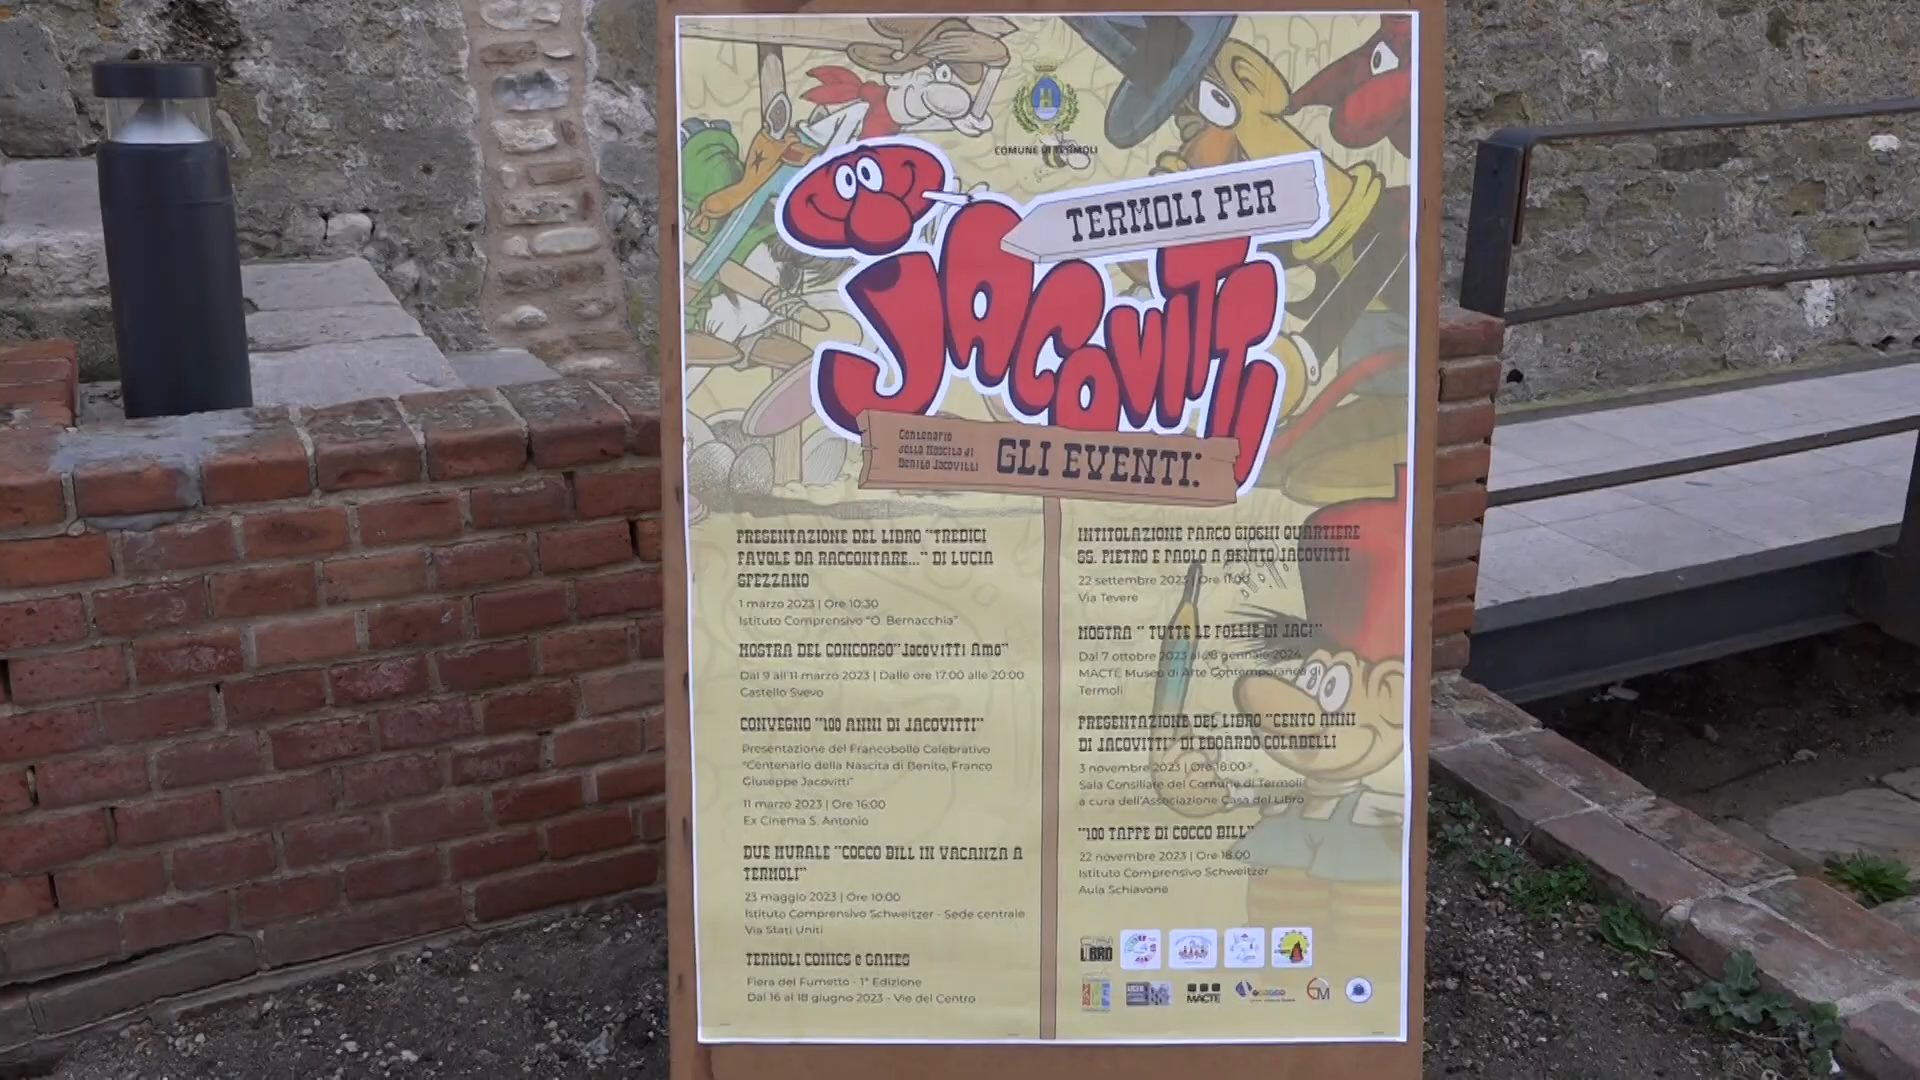 COMUNE DI TERMOLI
TERMOLI PER
JACOVITTI
Centenario
della Nascita di
Benito Jacovitti
GLI EVENTI:
PRESENTAZIONE DEL LIBRO "TREDICI
FAVOLE DA RACCONTARE..." DI LUCIA
SPEZZANO
1 marzo 2023 | Ore 10:30
Istituto Comprensivo "O. Bernacchia"
MOSTRA DEL CONCORSO "Jacovitti Amo"
Dal 9 all'11 marzo 2023 | Dalle ore 17:00 alle 20:00
Castello Svevo
CONVEGNO "100 ANNI DI JACOVITTI"
Presentazione del Francobollo Celebrativo
"Centenario della Nascita di Benito, Franco
Giuseppe Jacovitti"
11 marzo 2023 | Ore 16:00
Ex Cinema S. Antonio
DUE MURALE "COCCO BILL IN VACANZA A
TERMOLI"
23 maggio 2023 | Ore 10:00
Istituto Comprensivo Schweitzer - Sede centrale
Via Stati Uniti
TERMOLI COMICS e GAMES
Fiera del Fumetto - 1° Edizione
Dal 16 al 18 giugno 2023 - Vie del Centro
INTITOLAZIONE PARCO GIOCHI QUARTIERE
SS. PIETRO E PAOLO A BENITO JACOVITTI
22 settembre 2023 | Ore 11:00
Via Tevere
MOSTRA " TUTTE LE FOLLIE DI JAC!"
Dal 7 ottobre 2023 al 28 gennaio 2024
MACTE Museo di Arte Contemporanea di
Termoli
PRESENTAZIONE DEL LIBRO "CENTO ANNI
DI JACOVITTI" DI EDOARDO COLABELLI
3 novembre 2023 | Ore 18:00
Sala Consiliare del Comune di Termoli
a cura dell'Associazione Casa del Libro
"100 TAPPE DI COCCO BILL"
22 novembre 2023 | Ore 18:00
Istituto Comprensivo Schweitzer
Aula Schiavone
MACTE